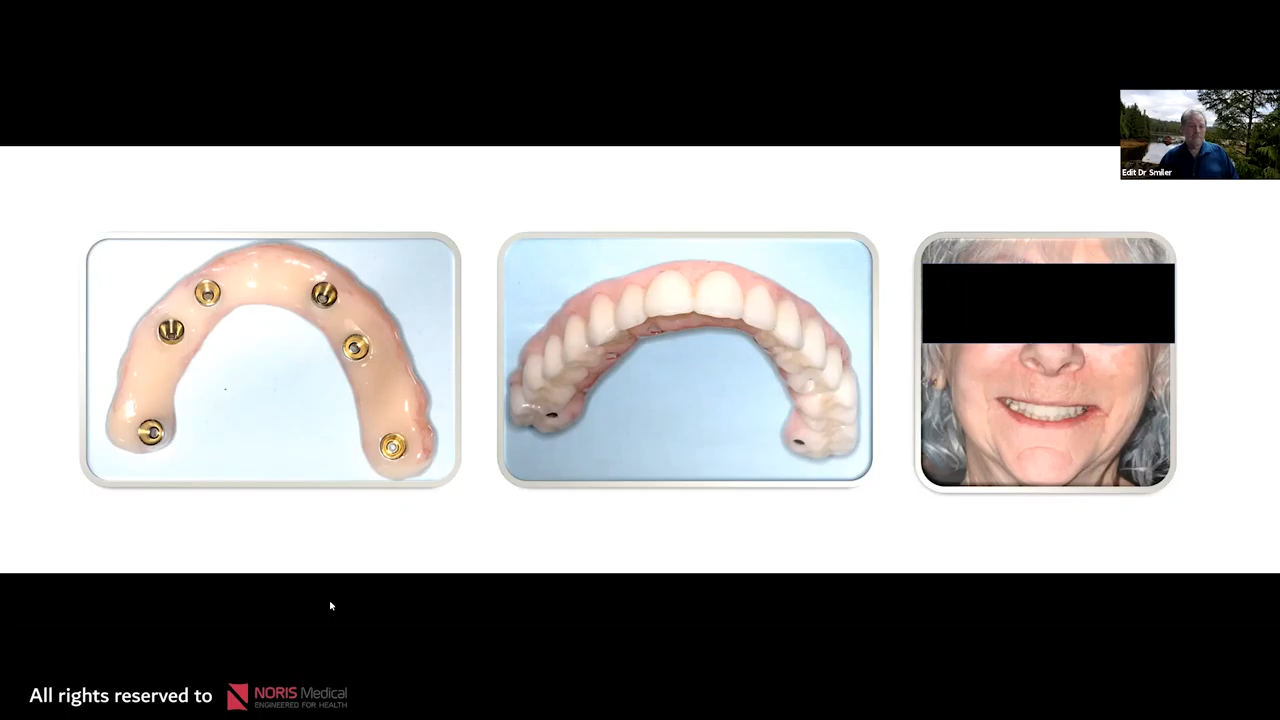 Edit Dr Smiler
All rights reserved to
NORIS Medical
ENGINEERED FOR HEALTH